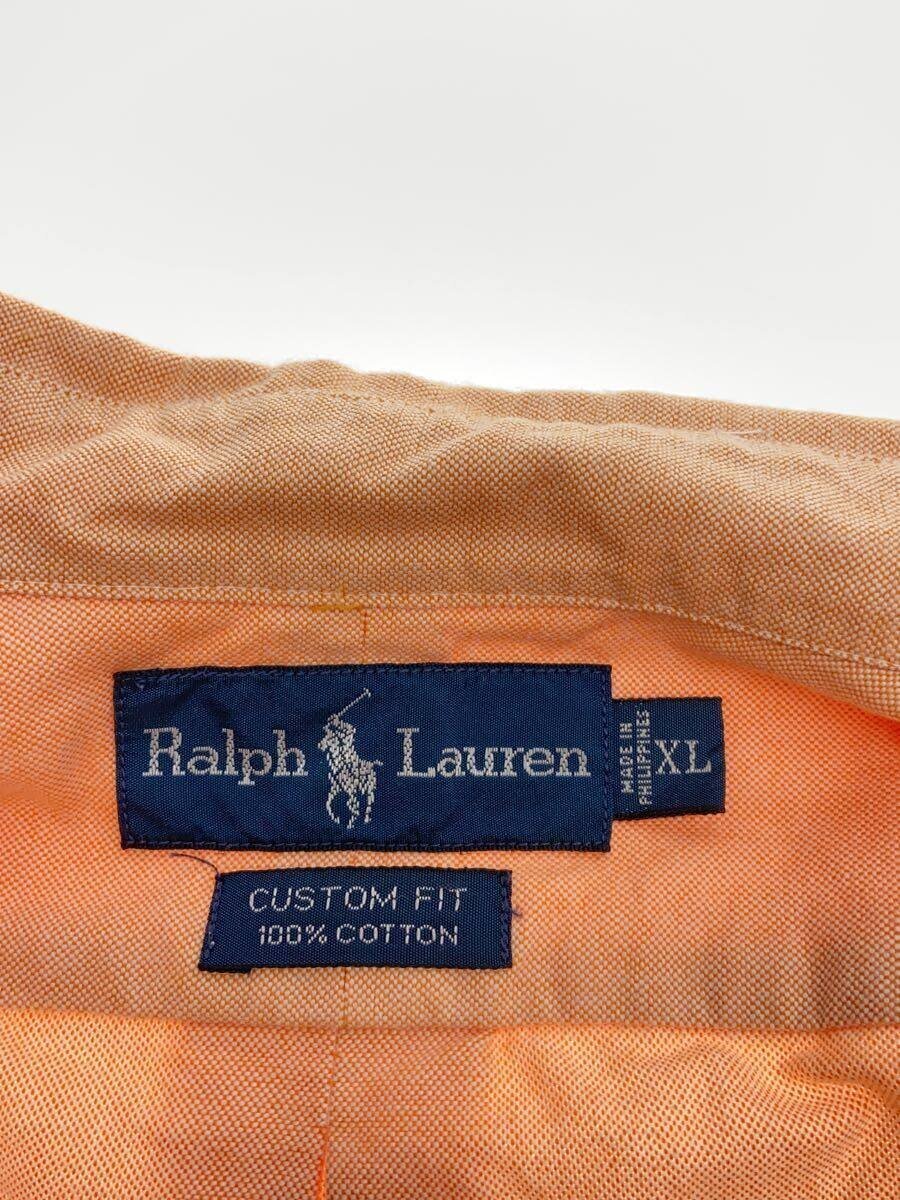 Ralph Lauren
MADE IN
PHILIPPINES
XL
CUSTOM FIT
100% COTTON